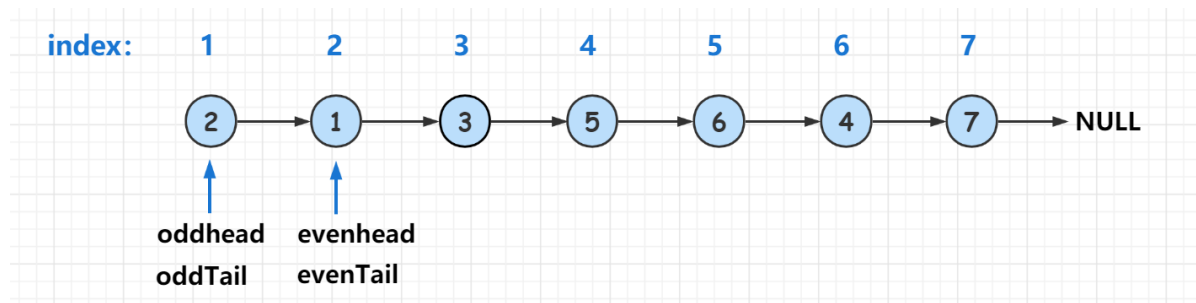 index: 1 2 3 4 5 6 7
2 1 3 5 6 4 7 NULL
oddhead evenhead
oddTail evenTail